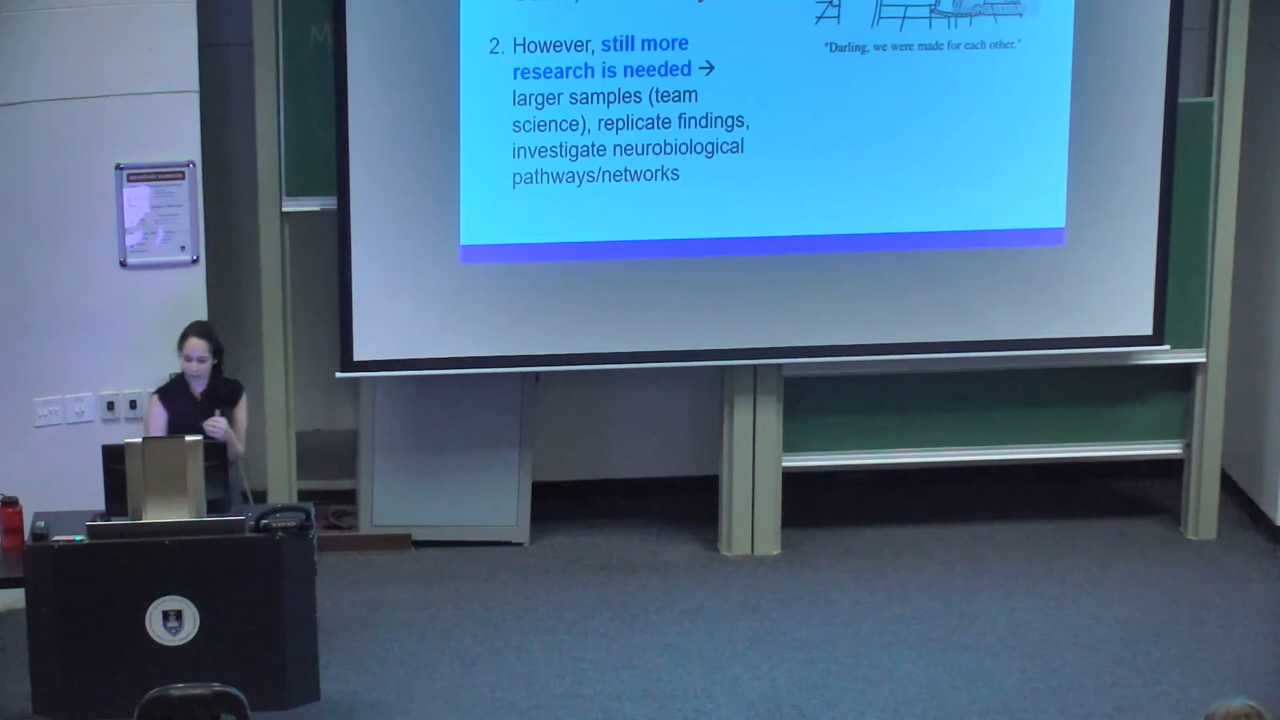 2. However, still more
research is needed →
larger samples (team
science), replicate findings,
investigate neurobiological
pathways/networks
"Darling, we were made for each other."